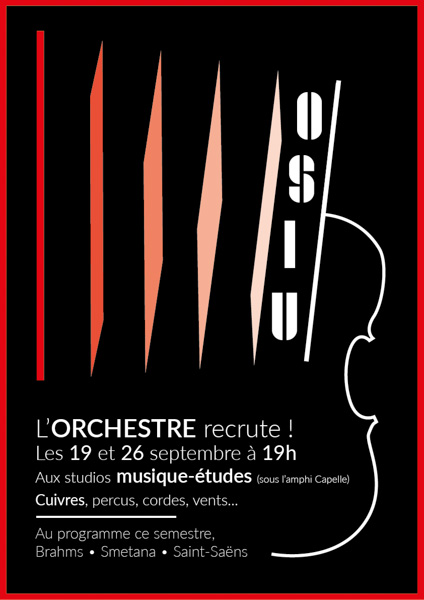 OSIU
L'ORCHESTRE recrute !
Les 19 et 26 septembre à 19h
Aux studios musique-études (sous l'amphi Capelle)
Cuivres, percus, cordes, vents...
Au programme ce semestre,
Brahms • Smetana • Saint-Saëns